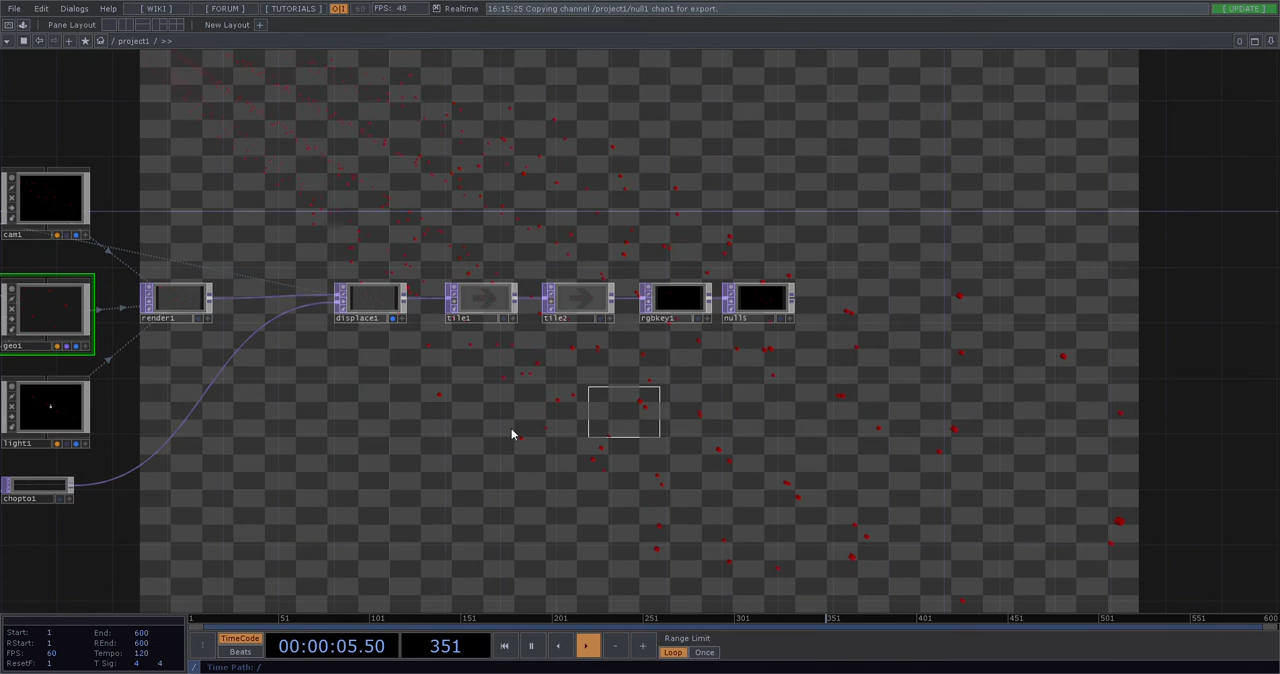 File Edit Dialogs Help [ WIKI ] [ FORUM ] [ TUTORIALS ] O|I 60 FPS: 48 Realtime 16:15:25 Copying channel /project1/null1 chan1 for export. [ UPDATE ]
Pane Layout New Layout +
/ project1 / >> 0
cam1
render1 displace1 tile1 tile2 rgbkey1 null5
geo1
light1
chopto1
1 51 101 151 201 251 301 351 401 451 501 551 600
Start: 1 End: 600
RStart: 1 REnd: 600
FPS: 60 Tempo: 120
ResetF: 1 T Sig: 4 4
TimeCode
Beats
00:00:05.50 351
Range Limit
Loop Once
/ Time Path: /